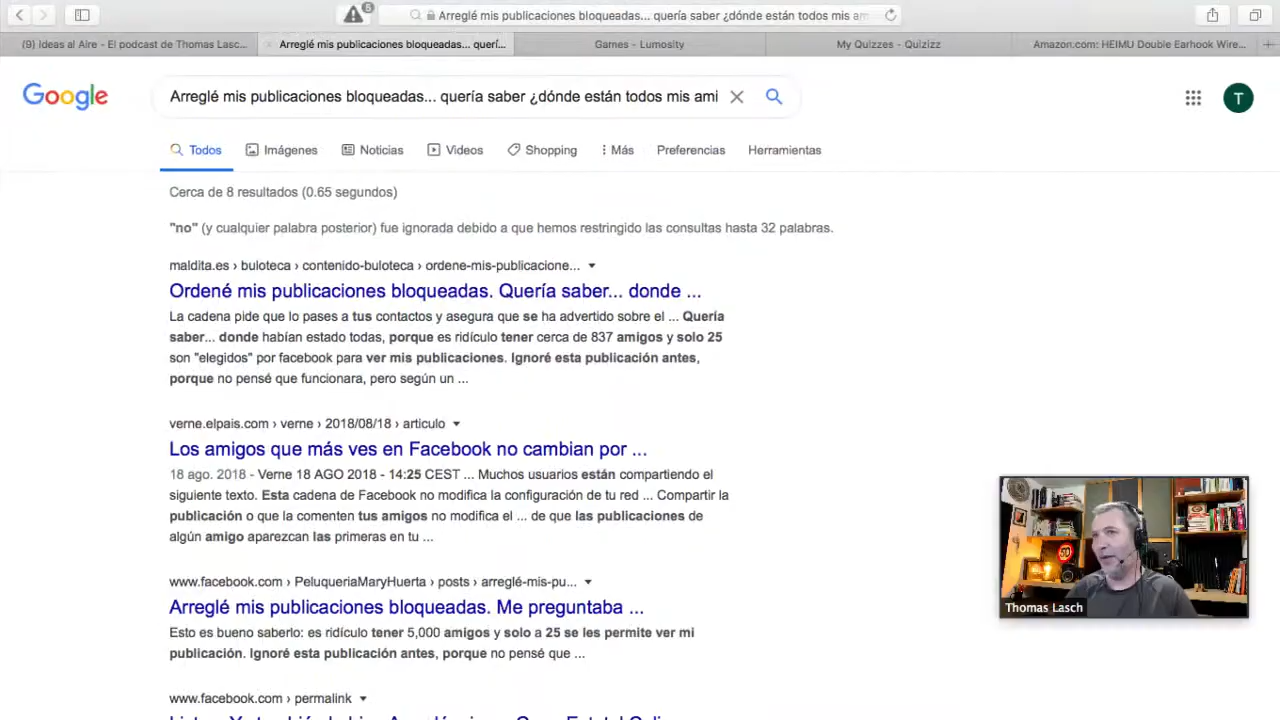 6
Arreglé mis publicaciones bloqueadas... quería saber ¿dónde están todos mis am
(9) Ideas al Aire - El podcast de Thomas Lasc...
Arreglé mis publicaciones bloqueadas... querí...
Games - Lumosity
My Quizzes - Quizizz
Amazon.com: HEIMU Double Earhook Wire...
Google
Arreglé mis publicaciones bloqueadas... quería saber ¿dónde están todos mis ami
T
Todos
Imágenes
Noticias
Videos
Shopping
Más
Preferencias
Herramientas
Cerca de 8 resultados (0.65 segundos)
"no" (y cualquier palabra posterior) fue ignorada debido a que hemos restringido las consultas hasta 32 palabras.
maldita.es › buloteca › contenido-buloteca › ordene-mis-publicacione...
Ordené mis publicaciones bloqueadas. Quería saber... donde ...
La cadena pide que lo pases a tus contactos y asegura que se ha advertido sobre el ... Quería
saber... donde habían estado todas, porque es ridículo tener cerca de 837 amigos y solo 25
son "elegidos" por facebook para ver mis publicaciones. Ignoré esta publicación antes,
porque no pensé que funcionara, pero según un ...
verne.elpais.com › verne › 2018/08/18 › articulo
Los amigos que más ves en Facebook no cambian por ...
18 ago. 2018 - Verne 18 AGO 2018 - 14:25 CEST ... Muchos usuarios están compartiendo el
siguiente texto. Esta cadena de Facebook no modifica la configuración de tu red ... Compartir la
publicación o que la comenten tus amigos no modifica el ... de que las publicaciones de
algún amigo aparezcan las primeras en tu ...
www.facebook.com › PeluqueriaMaryHuerta › posts › arreglé-mis-pu...
Arreglé mis publicaciones bloqueadas. Me preguntaba ...
Esto es bueno saberlo: es ridículo tener 5,000 amigos y solo a 25 se les permite ver mi
publicación. Ignoré esta publicación antes, porque no pensé que ...
Thomas Lasch
www.facebook.com › permalink